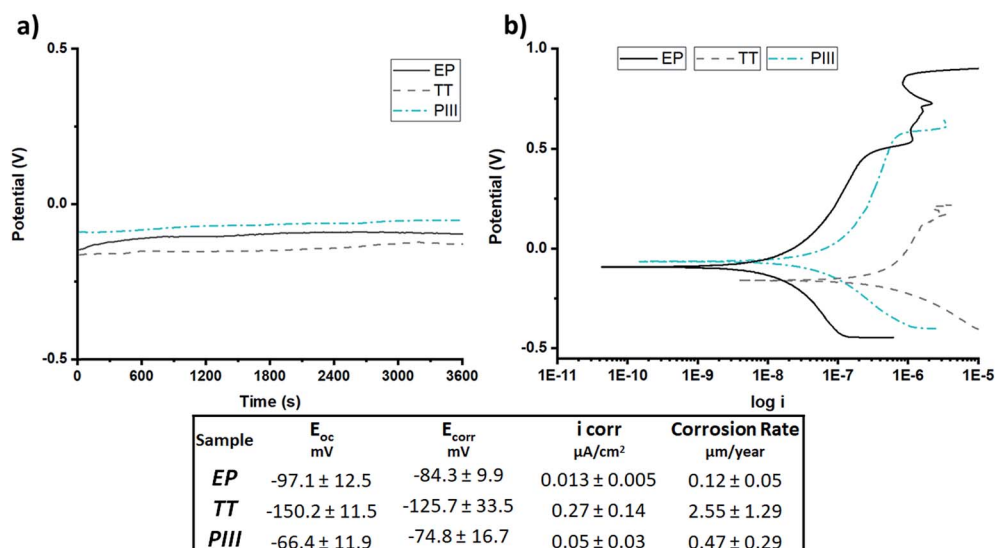 a)
0.5
0.0
-0.5
Potential (V)
EP
TT
PIII
0 600 1200 1800 2400 3000 3600
Time (s)
b)
1.0
0.5
0.0
-0.5
Potential (V)
EP TT PIII
1E-11 1E-10 1E-9 1E-8 1E-7 1E-6 1E-5
log i
Sample Eoc mV Ecorr mV i corr µA/cm² Corrosion Rate µm/year
EP -97.1 ± 12.5 -84.3 ± 9.9 0.013 ± 0.005 0.12 ± 0.05
TT -150.2 ± 11.5 -125.7 ± 33.5 0.27 ± 0.14 2.55 ± 1.29
PIII -66.4 ± 11.9 -74.8 ± 16.7 0.05 ± 0.03 0.47 ± 0.29